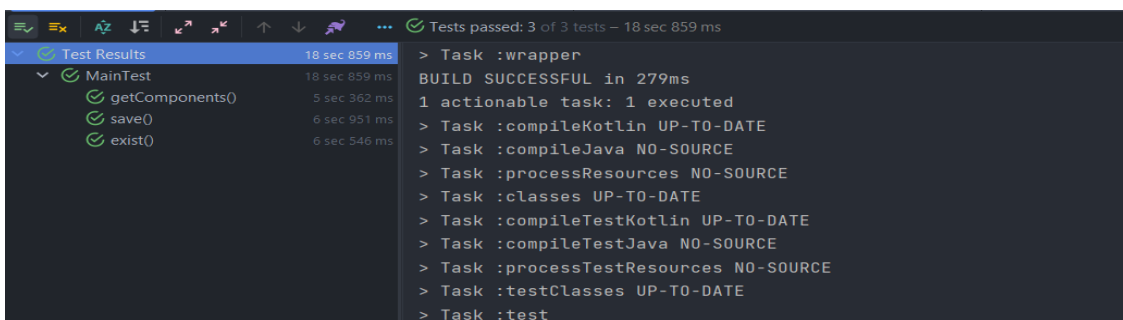 Tests passed: 3 of 3 tests – 18 sec 859 ms
Test Results 18 sec 859 ms
MainTest 18 sec 859 ms
getComponents() 5 sec 362 ms
save() 6 sec 951 ms
exist() 6 sec 546 ms
> Task :wrapper
BUILD SUCCESSFUL in 279ms
1 actionable task: 1 executed
> Task :compileKotlin UP-TO-DATE
> Task :compileJava NO-SOURCE
> Task :processResources NO-SOURCE
> Task :classes UP-TO-DATE
> Task :compileTestKotlin UP-TO-DATE
> Task :compileTestJava NO-SOURCE
> Task :processTestResources NO-SOURCE
> Task :testClasses UP-TO-DATE
> Task :test